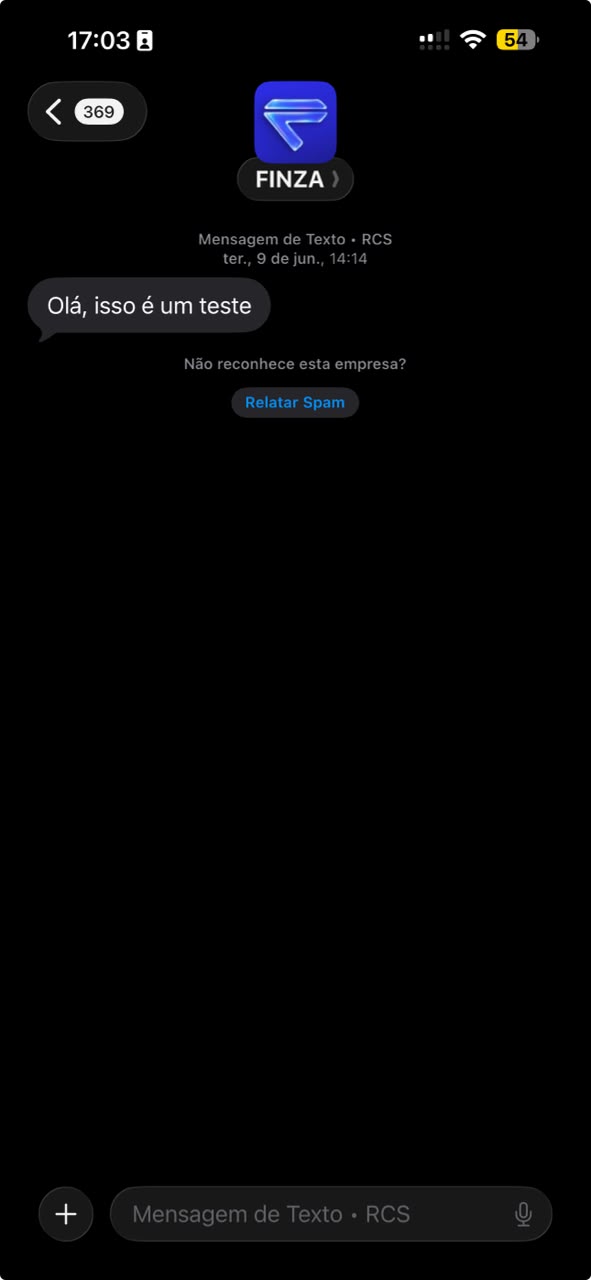 17:03
54
369
FINZA
Mensagem de Texto • RCS
ter., 9 de jun., 14:14
Olá, isso é um teste
Não reconhece esta empresa?
Relatar Spam
Mensagem de Texto • RCS